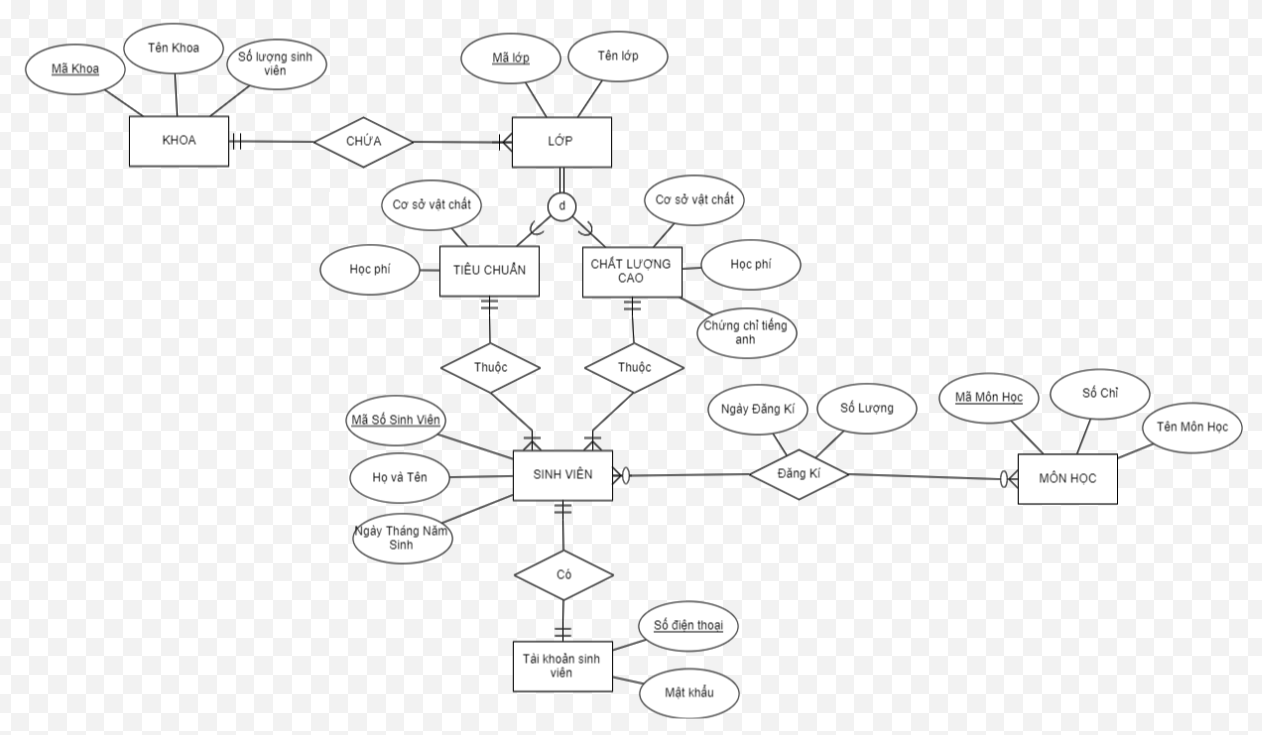 Tên Khoa
Mã Khoa
Số lượng sinh
viên
Mã lớp
Tên lớp
KHOA
CHỨA
LỚP
Cơ sở vật chất
d
Cơ sở vật chất
Học phí
TIÊU CHUẨN
CHẤT LƯỢNG
CAO
Học phí
Chứng chỉ tiếng
anh
Thuộc
Thuộc
Mã Số Sinh Viên
Ngày Đăng Kí
Số Lượng
Mã Môn Học
Số Chỉ
Tên Môn Học
Họ và Tên
SINH VIÊN
Đăng Kí
MÔN HỌC
Ngày Tháng Năm
Sinh
Có
Số điện thoại
Tài khoản sinh
viên
Mật khẩu